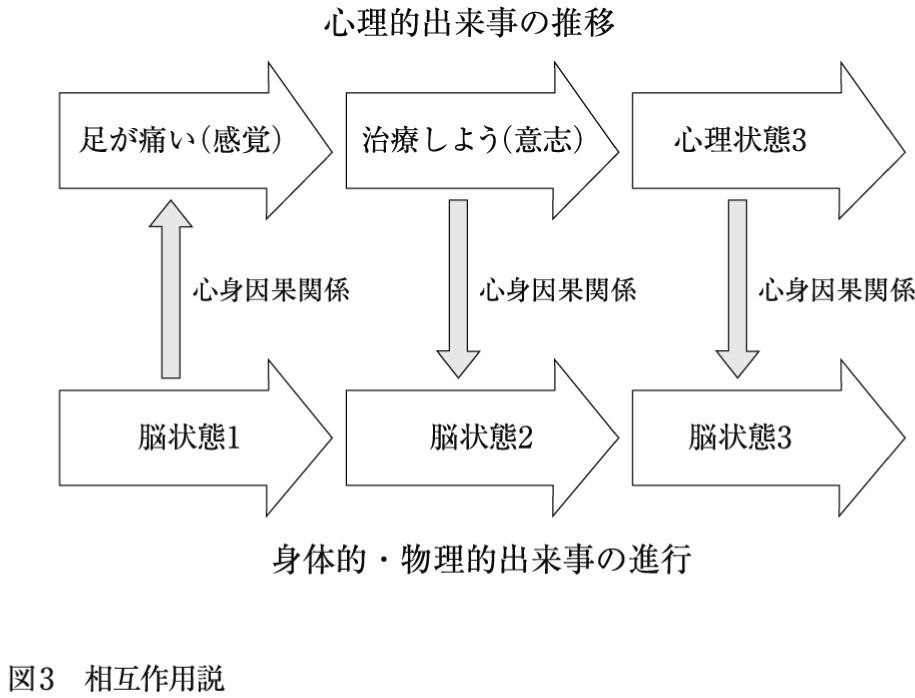 心理的出来事の推移
足が痛い(感覚)
治療しよう(意志)
心理状態3
心身因果関係
心身因果関係
心身因果関係
脳状態1
脳状態2
脳状態3
身体的・物理的出来事の進行
図3 相互作用説